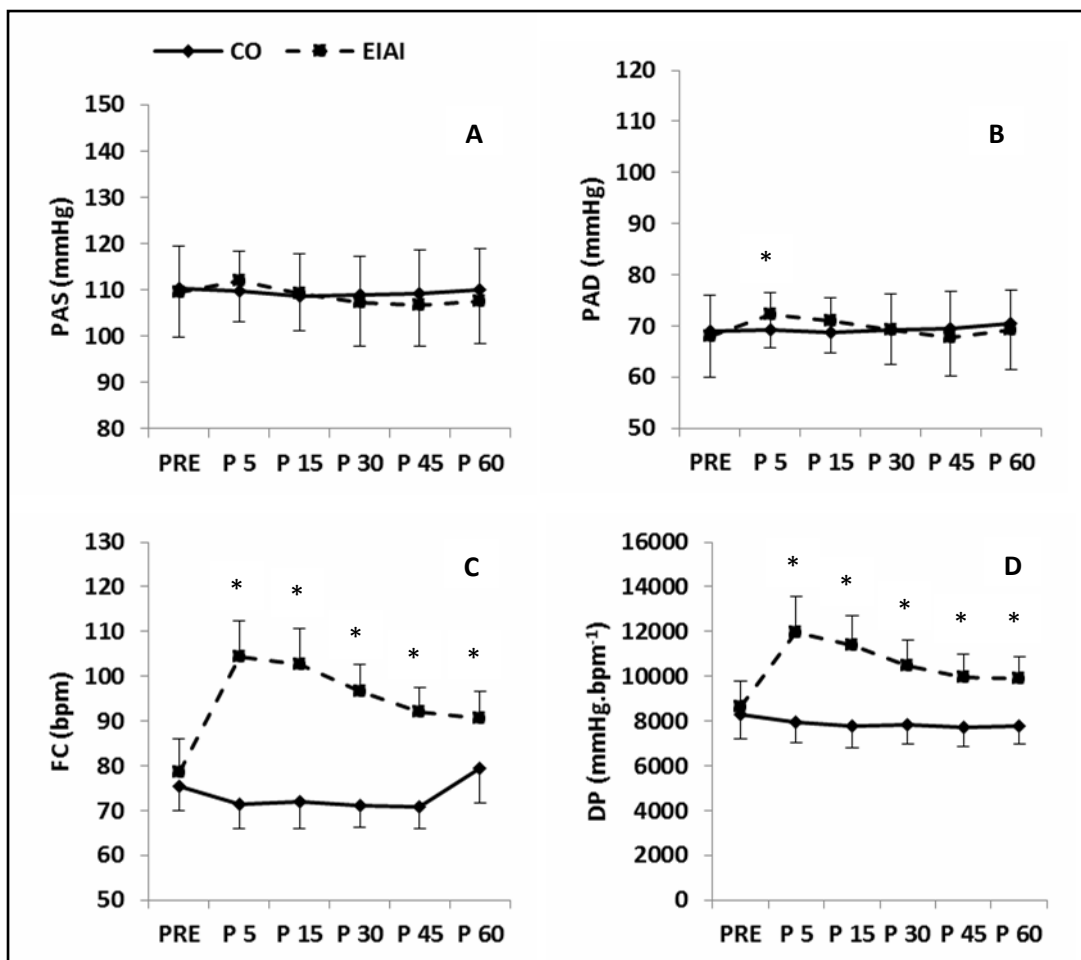 CO EIAI
A
PAS (mmHg)
150
140
130
120
110
100
90
80
PRE P 5 P 15 P 30 P 45 P 60
B
PAD (mmHg)
120
110
100
90
80
70
60
50
*
PRE P 5 P 15 P 30 P 45 P 60
C
FC (bpm)
130
120
110
100
90
80
70
60
50
* * * * *
PRE P 5 P 15 P 30 P 45 P 60
D
DP (mmHg.bpm⁻¹)
16000
14000
12000
10000
8000
6000
4000
2000
0
* * * * *
PRE P 5 P 15 P 30 P 45 P 60